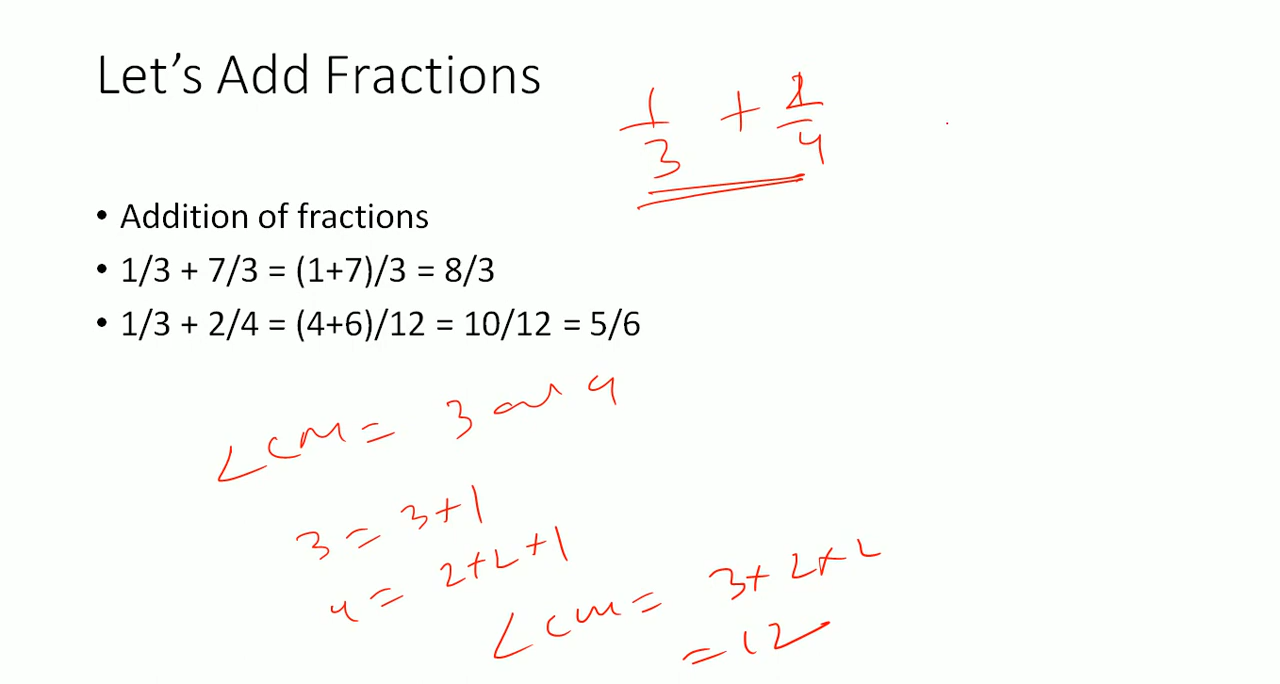 Let's Add Fractions
1/3 + 2/4
• Addition of fractions
• 1/3 + 7/3 = (1+7)/3 = 8/3
• 1/3 + 2/4 = (4+6)/12 = 10/12 = 5/6
LCM = 3 4
3 = 3+1
4 = 2+2+1
LCM = 3+2+2
= 12